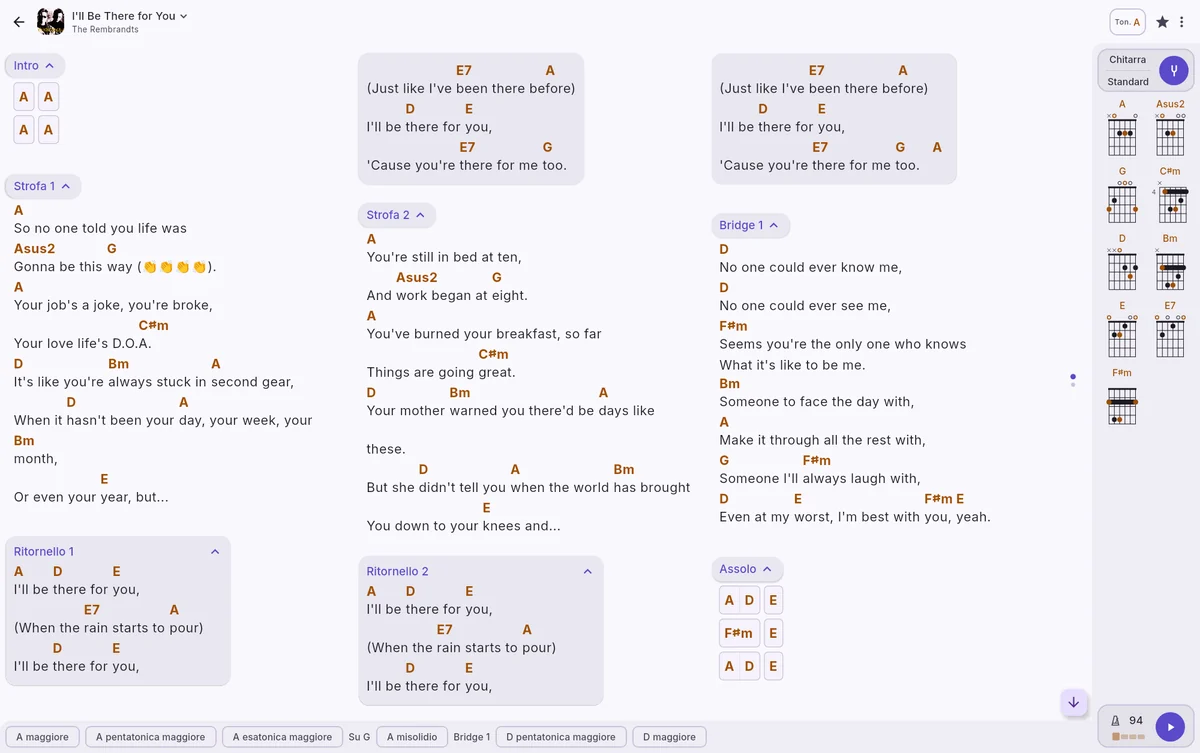 I'll Be There for You
The Rembrandts
Ton. A
Intro
A A
A A
Strofa 1
A
So no one told you life was
Asus2 G
Gonna be this way (👏👏👏👏).
A
Your job's a joke, you're broke,
C#m
Your love life's D.O.A.
D Bm A
It's like you're always stuck in second gear,
D A
When it hasn't been your day, your week, your
Bm
month,
E
Or even your year, but...
Ritornello 1
A D E
I'll be there for you,
E7 A
(When the rain starts to pour)
D E
I'll be there for you,
E7 A
(Just like I've been there before)
D E
I'll be there for you,
E7 G
'Cause you're there for me too.
Strofa 2
A
You're still in bed at ten,
Asus2 G
And work began at eight.
A
You've burned your breakfast, so far
C#m
Things are going great.
D Bm A
Your mother warned you there'd be days like
these.
D A Bm
But she didn't tell you when the world has brought
E
You down to your knees and...
Ritornello 2
A D E
I'll be there for you,
E7 A
(When the rain starts to pour)
D E
I'll be there for you,
E7 A
(Just like I've been there before)
D E
I'll be there for you,
E7 G A
'Cause you're there for me too.
Bridge 1
D
No one could ever know me,
D
No one could ever see me,
F#m
Seems you're the only one who knows
What it's like to be me.
Bm
Someone to face the day with,
A
Make it through all the rest with,
G F#m
Someone I'll always laugh with,
D E F#m E
Even at my worst, I'm best with you, yeah.
Assolo
A D E
F#m E
A D E
Chitarra
Standard
A Asus2
G C#m
4
D Bm
E E7
F#m
94
A maggiore A pentatonica maggiore A esatonica maggiore Su G A misolidio Bridge 1 D pentatonica maggiore D maggiore